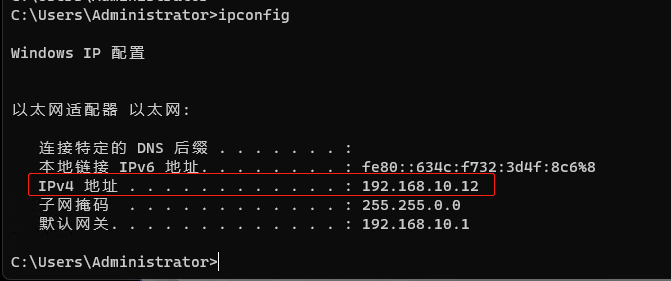 C:\Users\Administrator>ipconfig
Windows IP 配置
以太网适配器 以太网:
连接特定的 DNS 后缀 . . . . . . . :
本地链接 IPv6 地址. . . . . . . . : fe80::634c:f732:3d4f:8c6%8
IPv4 地址 . . . . . . . . . . . . : 192.168.10.12
子网掩码  . . . . . . . . . . . . : 255.255.0.0
默认网关. . . . . . . . . . . . . : 192.168.10.1
C:\Users\Administrator>